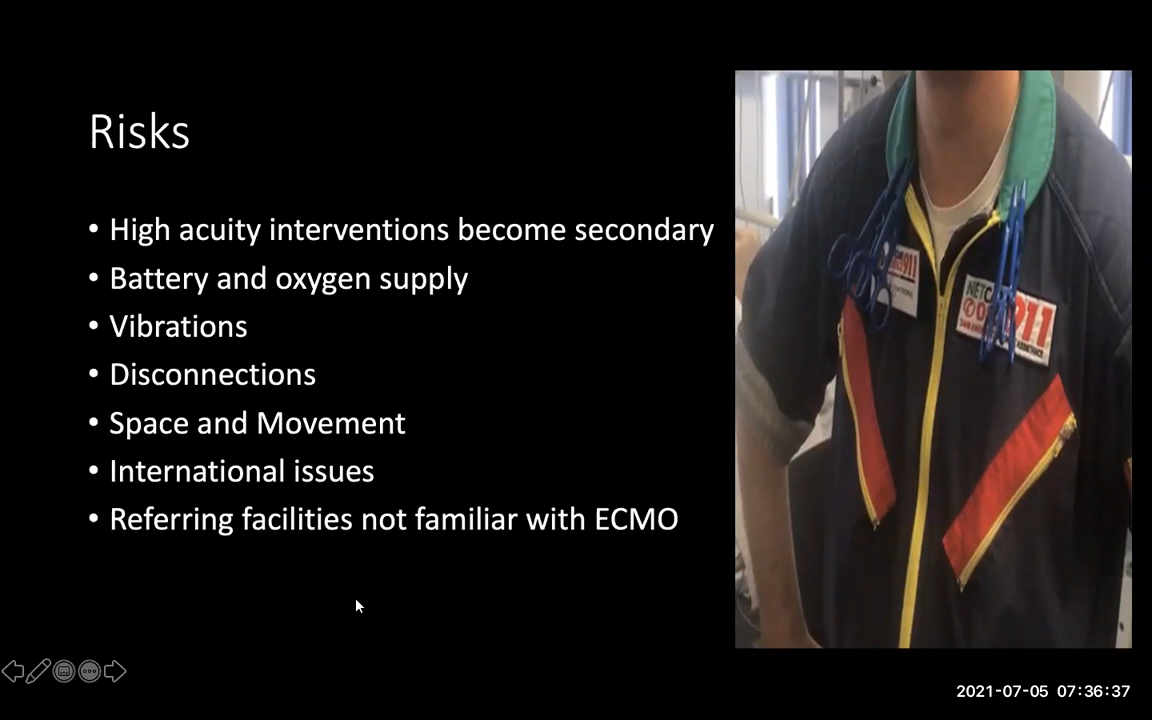 Risks
• High acuity interventions become secondary
• Battery and oxygen supply
• Vibrations
• Disconnections
• Space and Movement
• International issues
• Referring facilities not familiar with ECMO
911
NETC
911
2021-07-05 07:36:37